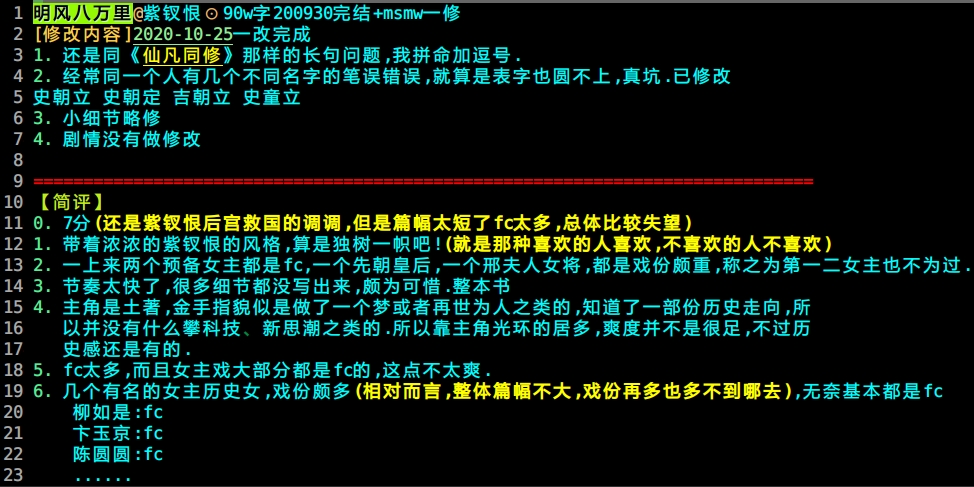 1 明风八万里@紫钗恨⊙90w字200930完结+msmw一修
2 [修改内容]2020-10-25一改完成
3 1. 还是同《仙凡同修》那样的长句问题,我拼命加逗号.
4 2. 经常同一个人有几个不同名字的笔误错误,就算是表字也圆不上,真坑.已修改
5 史朝立 史朝定 吉朝立 史童立
6 3. 小细节略修
7 4. 剧情没有做修改
8
9 ==============================================================================
10 【简评】
11 0. 7分(还是紫钗恨后宫救国的调调,但是篇幅太短了fc太多,总体比较失望)
12 1. 带着浓浓的紫钗恨的风格,算是独树一帜吧!(就是那种喜欢的人喜欢,不喜欢的人不喜欢)
13 2. 一上来两个预备女主都是fc,一个先朝皇后,一个邢夫人女将,都是戏份颇重,称之为第一二女主也不为过.
14 3. 节奏太快了,很多细节都没写出来,颇为可惜.整本书
15 4. 主角是土著,金手指貌似是做了一个梦或者再世为人之类的,知道了一部份历史走向,所
16 以并没有什么攀科技、新思潮之类的.所以靠主角光环的居多,爽度并不是很足,不过历
17 史感还是有的.
18 5. fc太多,而且女主戏大部分都是fc的,这点不太爽.
19 6. 几个有名的女主历史女,戏份颇多(相对而言,整体篇幅不大,戏份再多也多不到哪去),无奈基本都是fc
20 柳如是:fc
21 卞玉京:fc
22 陈圆圆:fc
23 ......